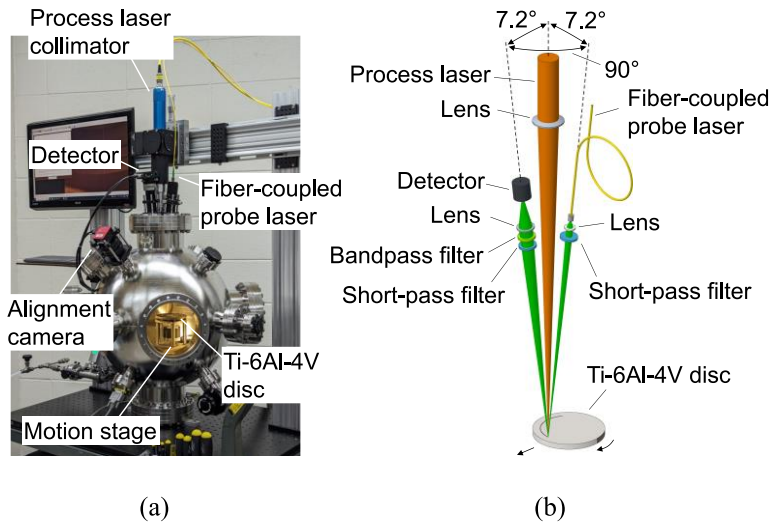 Process laser
collimator
Detector
Fiber-coupled
probe laser
Alignment
camera
Ti-6Al-4V
disc
Motion stage
(a)
7.2°
7.2°
90°
Process laser
Fiber-coupled
probe laser
Lens
Detector
Lens
Lens
Bandpass filter
Short-pass filter
Short-pass filter
Ti-6Al-4V disc
(b)